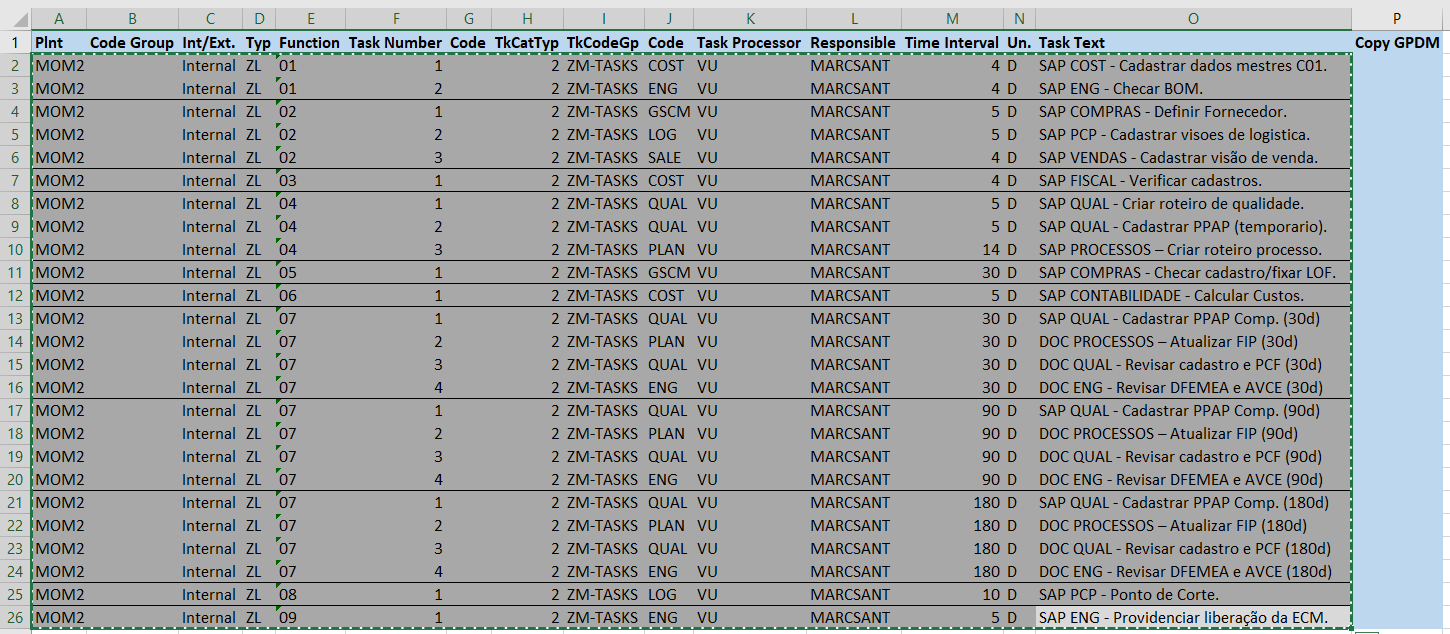 A B C D E F G H I J K L M N O P
1 Plnt Code Group Int/Ext. Typ Function Task Number Code TkCatTyp TkCodeGp Code Task Processor Responsible Time Interval Un. Task Text Copy GPDM
2 MOM2 Internal ZL 01 1 2 ZM-TASKS COST VU MARCSANT 4 D SAP COST - Cadastrar dados mestres C01.
3 MOM2 Internal ZL 01 2 2 ZM-TASKS ENG VU MARCSANT 4 D SAP ENG - Checar BOM.
4 MOM2 Internal ZL 02 1 2 ZM-TASKS GSCM VU MARCSANT 5 D SAP COMPRAS - Definir Fornecedor.
5 MOM2 Internal ZL 02 2 2 ZM-TASKS LOG VU MARCSANT 5 D SAP PCP - Cadastrar visoes de logistica.
6 MOM2 Internal ZL 02 3 2 ZM-TASKS SALE VU MARCSANT 4 D SAP VENDAS - Cadastrar visão de venda.
7 MOM2 Internal ZL 03 1 2 ZM-TASKS COST VU MARCSANT 4 D SAP FISCAL - Verificar cadastros.
8 MOM2 Internal ZL 04 1 2 ZM-TASKS QUAL VU MARCSANT 5 D SAP QUAL - Criar roteiro de qualidade.
9 MOM2 Internal ZL 04 2 2 ZM-TASKS QUAL VU MARCSANT 5 D SAP QUAL - Cadastrar PPAP (temporario).
10 MOM2 Internal ZL 04 3 2 ZM-TASKS PLAN VU MARCSANT 14 D SAP PROCESSOS – Criar roteiro processo.
11 MOM2 Internal ZL 05 1 2 ZM-TASKS GSCM VU MARCSANT 30 D SAP COMPRAS - Checar cadastro/fixar LOF.
12 MOM2 Internal ZL 06 1 2 ZM-TASKS COST VU MARCSANT 5 D SAP CONTABILIDADE - Calcular Custos.
13 MOM2 Internal ZL 07 1 2 ZM-TASKS QUAL VU MARCSANT 30 D SAP QUAL - Cadastrar PPAP Comp. (30d)
14 MOM2 Internal ZL 07 2 2 ZM-TASKS PLAN VU MARCSANT 30 D DOC PROCESSOS – Atualizar FIP (30d)
15 MOM2 Internal ZL 07 3 2 ZM-TASKS QUAL VU MARCSANT 30 D DOC QUAL - Revisar cadastro e PCF (30d)
16 MOM2 Internal ZL 07 4 2 ZM-TASKS ENG VU MARCSANT 30 D DOC ENG - Revisar DFEMEA e AVCE (30d)
17 MOM2 Internal ZL 07 1 2 ZM-TASKS QUAL VU MARCSANT 90 D SAP QUAL - Cadastrar PPAP Comp. (90d)
18 MOM2 Internal ZL 07 2 2 ZM-TASKS PLAN VU MARCSANT 90 D DOC PROCESSOS – Atualizar FIP (90d)
19 MOM2 Internal ZL 07 3 2 ZM-TASKS QUAL VU MARCSANT 90 D DOC QUAL - Revisar cadastro e PCF (90d)
20 MOM2 Internal ZL 07 4 2 ZM-TASKS ENG VU MARCSANT 90 D DOC ENG - Revisar DFEMEA e AVCE (90d)
21 MOM2 Internal ZL 07 1 2 ZM-TASKS QUAL VU MARCSANT 180 D SAP QUAL - Cadastrar PPAP Comp. (180d)
22 MOM2 Internal ZL 07 2 2 ZM-TASKS PLAN VU MARCSANT 180 D DOC PROCESSOS – Atualizar FIP (180d)
23 MOM2 Internal ZL 07 3 2 ZM-TASKS QUAL VU MARCSANT 180 D DOC QUAL - Revisar cadastro e PCF (180d)
24 MOM2 Internal ZL 07 4 2 ZM-TASKS ENG VU MARCSANT 180 D DOC ENG - Revisar DFEMEA e AVCE (180d)
25 MOM2 Internal ZL 08 1 2 ZM-TASKS LOG VU MARCSANT 10 D SAP PCP - Ponto de Corte.
26 MOM2 Internal ZL 09 1 2 ZM-TASKS ENG VU MARCSANT 5 D SAP ENG - Providenciar liberação da ECM.